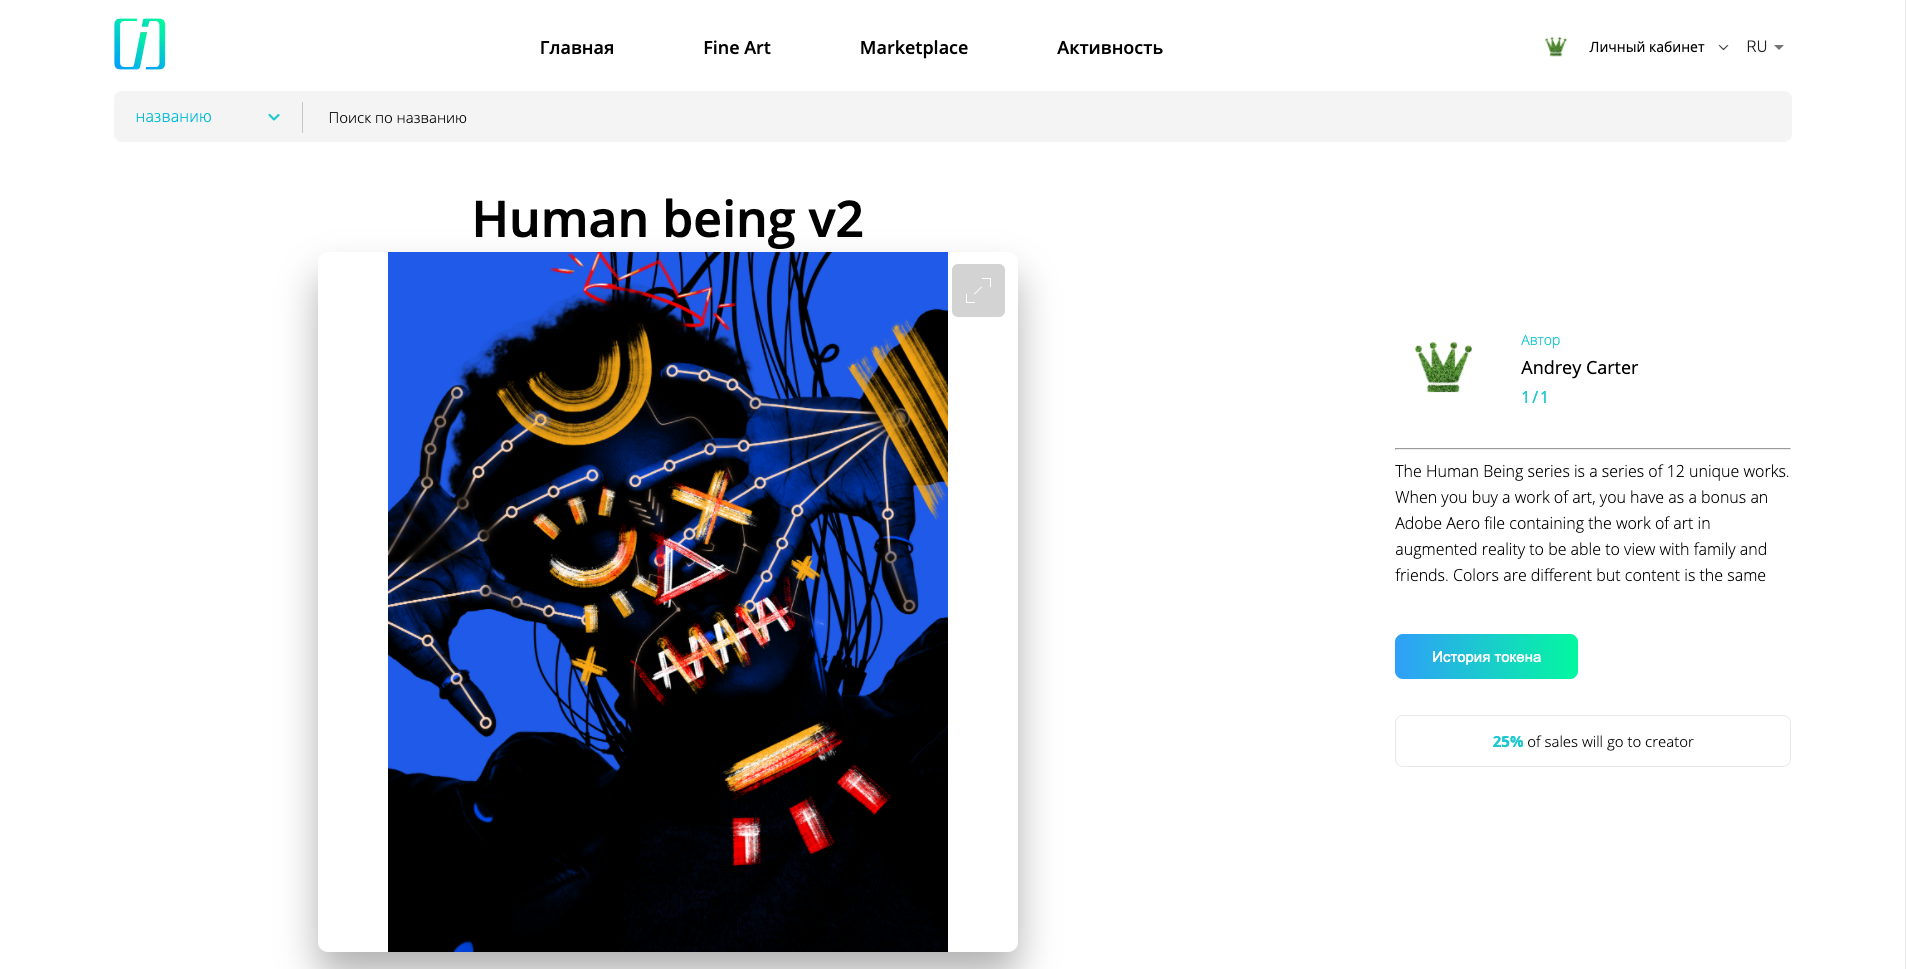 Главная
Fine Art
Marketplace
Активность
Личный кабинет
RU
названию
Поиск по названию
Human being v2
Автор
Andrey Carter
1/1
The Human Being series is a series of 12 unique works.
When you buy a work of art, you have as a bonus an
Adobe Aero file containing the work of art in
augmented reality to be able to view with family and
friends. Colors are different but content is the same
История токена
25% of sales will go to creator